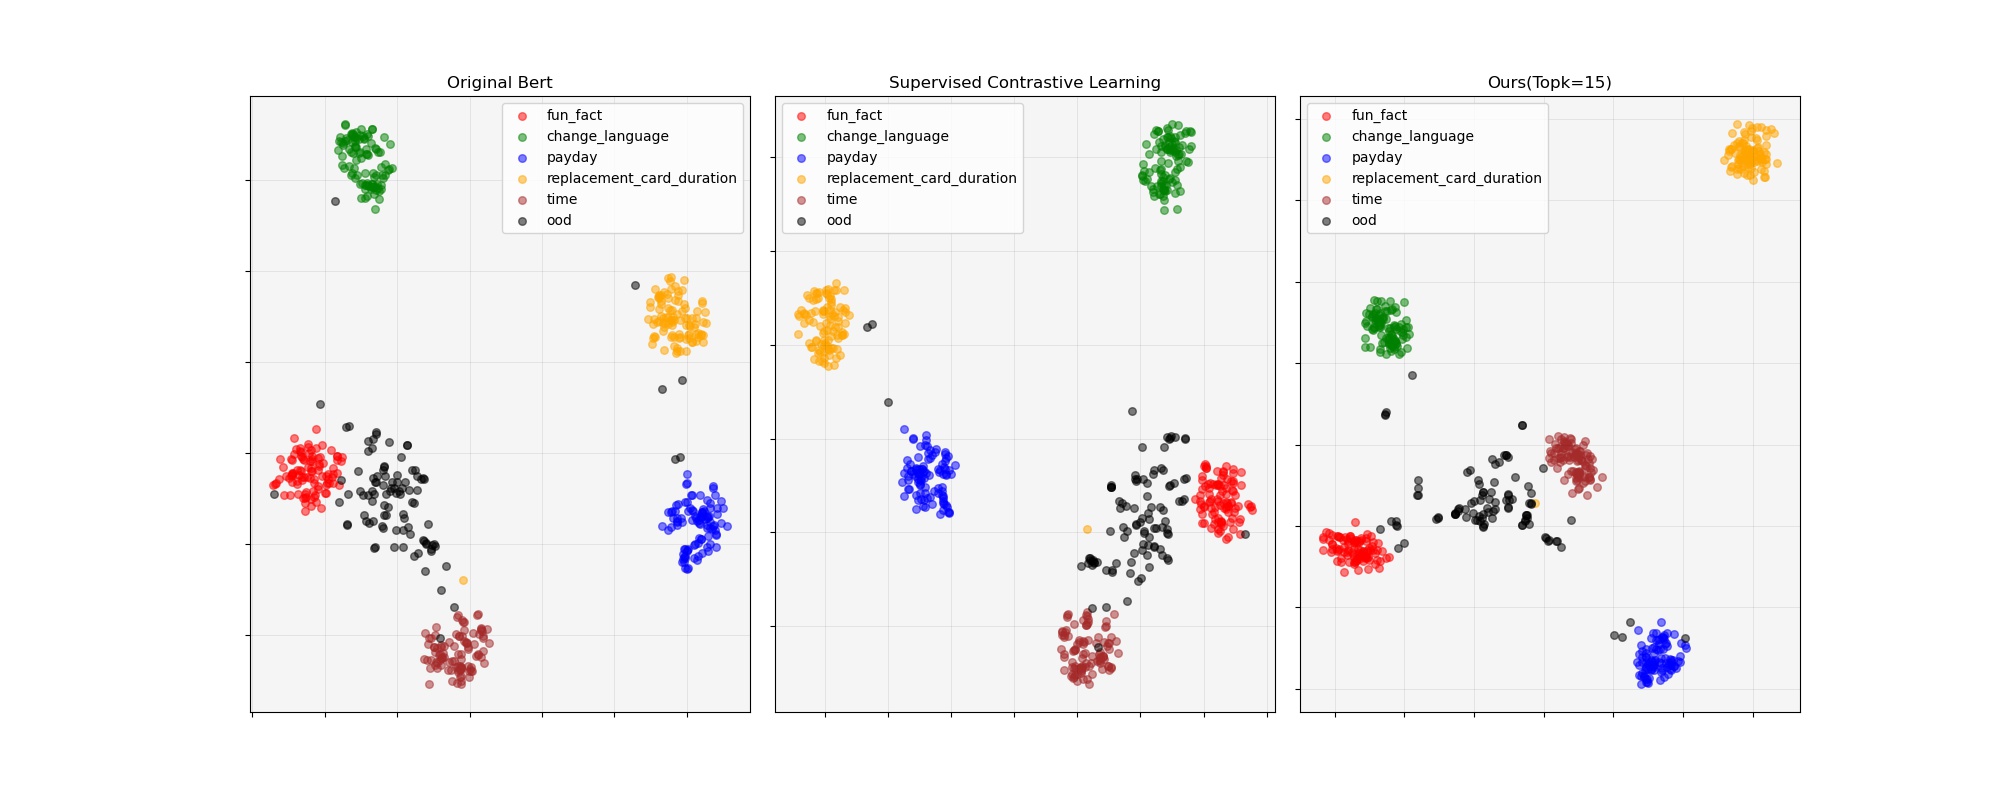 Original Bert
fun_fact
change_language
payday
replacement_card_duration
time
ood
Supervised Contrastive Learning
fun_fact
change_language
payday
replacement_card_duration
time
ood
Ours(Topk=15)
fun_fact
change_language
payday
replacement_card_duration
time
ood